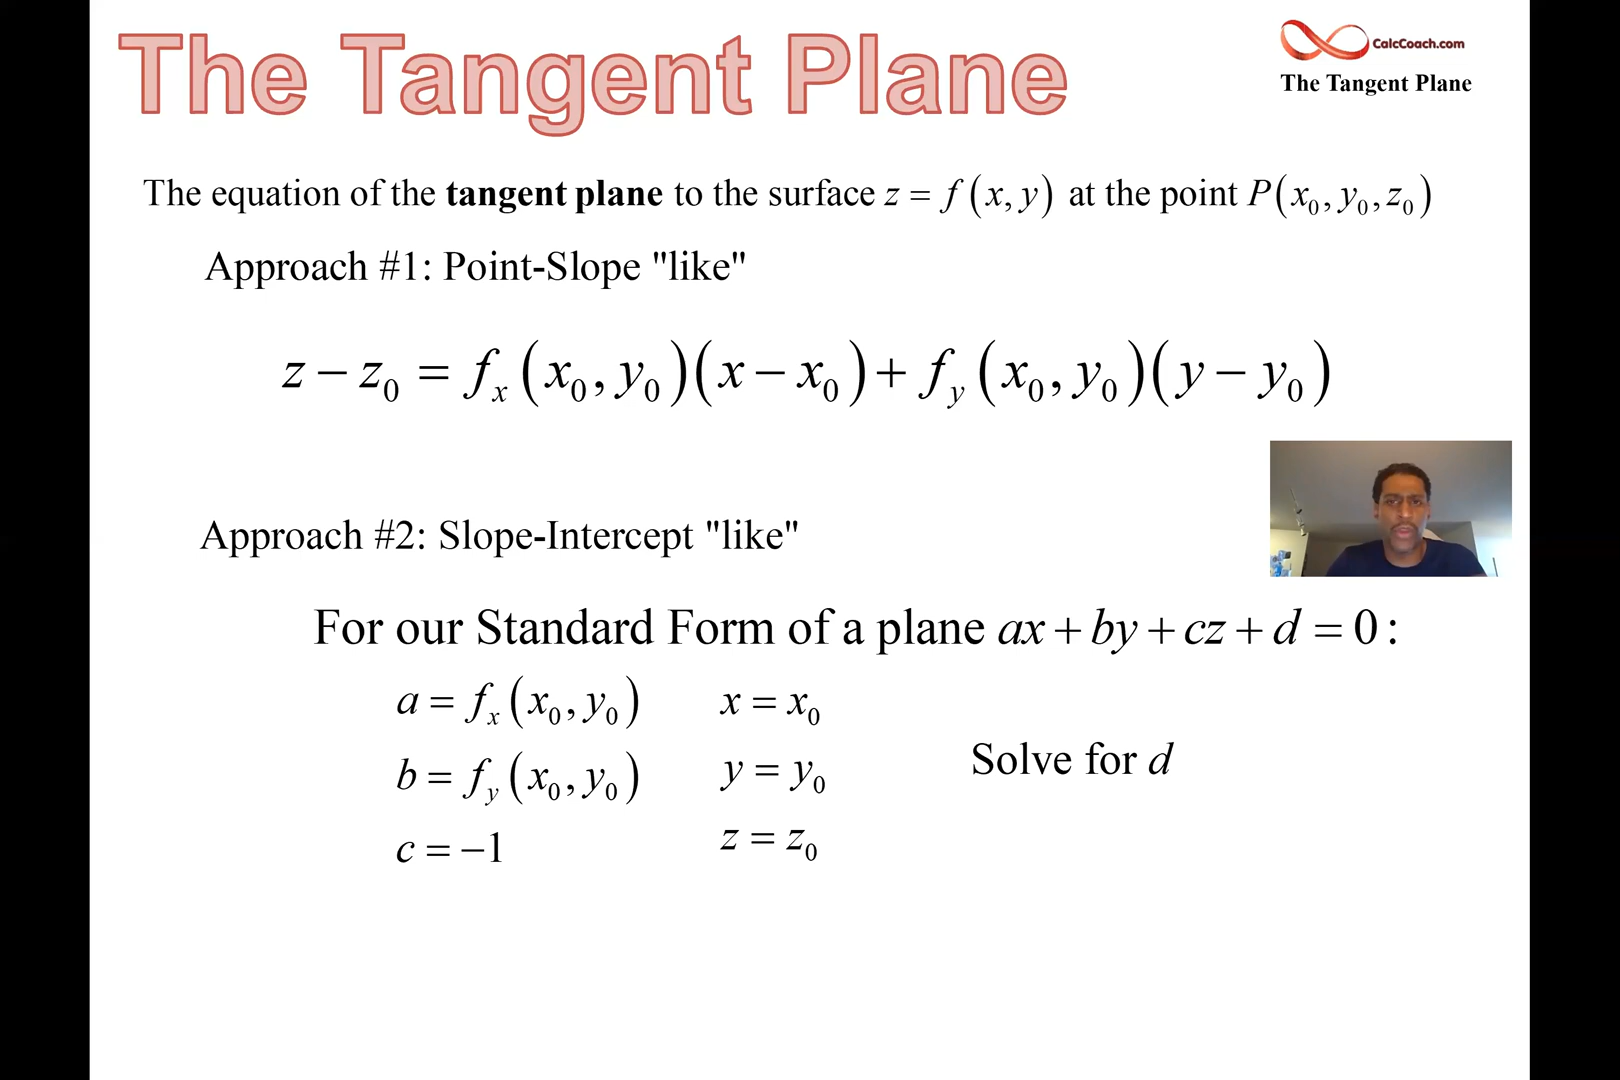 The Tangent Plane
CalcCoach.com
The Tangent Plane
The equation of the tangent plane to the surface z = f(x, y) at the point P(x₀, y₀, z₀)
Approach #1: Point-Slope "like"
z − z₀ = fₓ(x₀, y₀)(x − x₀) + f_y(x₀, y₀)(y − y₀)
Approach #2: Slope-Intercept "like"
For our Standard Form of a plane ax + by + cz + d = 0 :
a = fₓ(x₀, y₀) x = x₀
b = f_y(x₀, y₀) y = y₀
Solve for d
c = −1 z = z₀